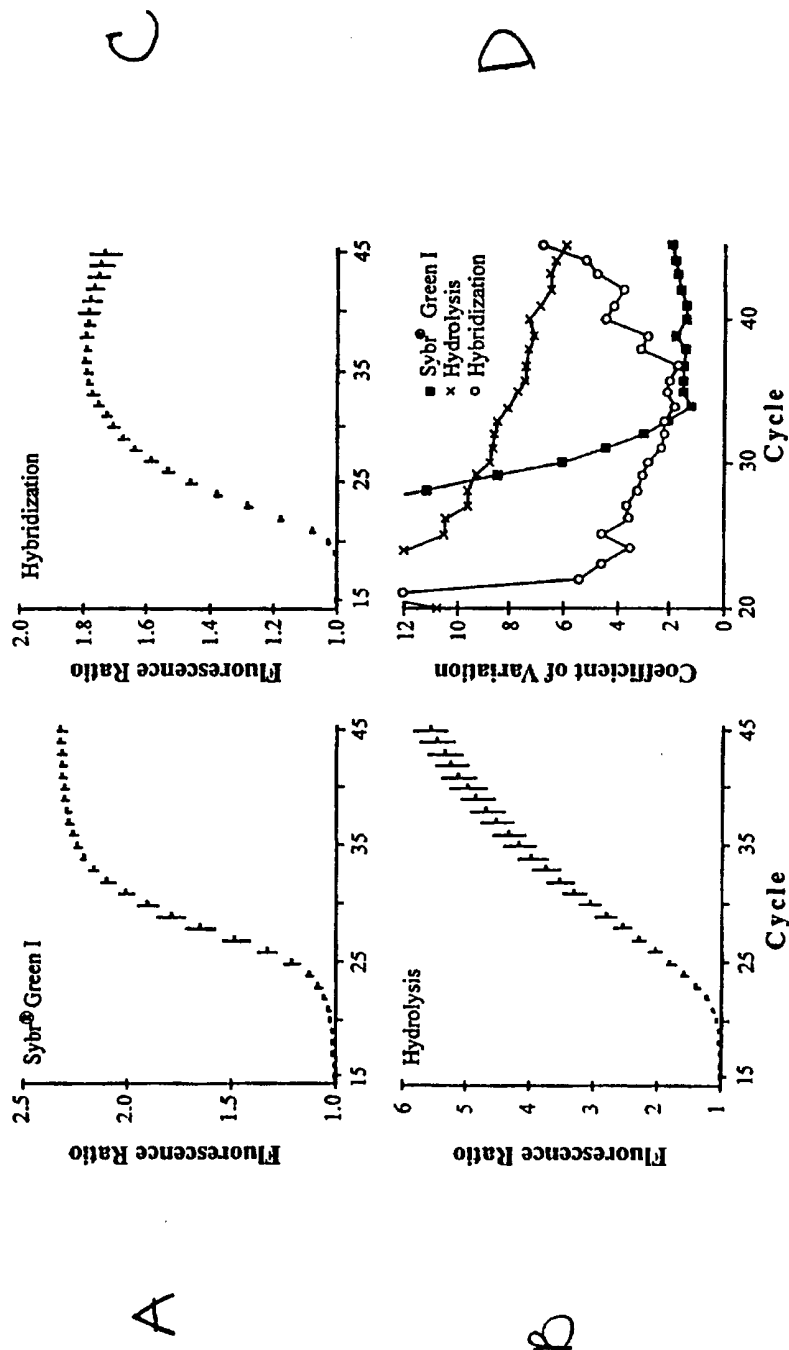 A
Sybr® Green I
Fluorescence Ratio
2.5
2.0
1.5
1.0
15
25
35
45
B
Hydrolysis
Fluorescence Ratio
6
5
4
3
2
1
15
25
35
45
Cycle
C
Hybridization
Fluorescence Ratio
2.0
1.8
1.6
1.4
1.2
1.0
15
25
35
45
D
Sybr® Green I
Hydrolysis
Hybridization
Coefficient of Variation
12
10
8
6
4
2
0
20
30
40
Cycle